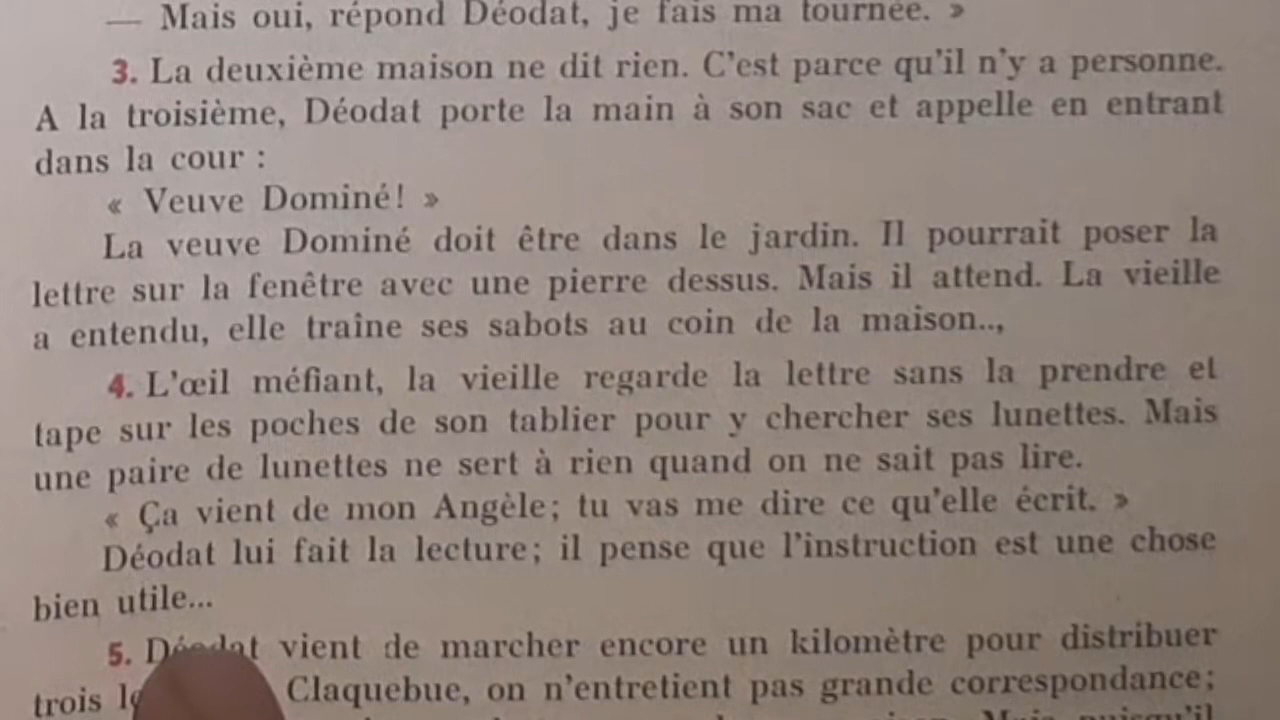 — Mais oui, répond Déodat, je fais ma tournée. »
3. La deuxième maison ne dit rien. C'est parce qu'il n'y a personne.
A la troisième, Déodat porte la main à son sac et appelle en entrant
dans la cour :
« Veuve Dominé! »
La veuve Dominé doit être dans le jardin. Il pourrait poser la
lettre sur la fenêtre avec une pierre dessus. Mais il attend. La vieille
a entendu, elle traîne ses sabots au coin de la maison..,
4. L'œil méfiant, la vieille regarde la lettre sans la prendre et
tape sur les poches de son tablier pour y chercher ses lunettes. Mais
une paire de lunettes ne sert à rien quand on ne sait pas lire.
« Ça vient de mon Angèle; tu vas me dire ce qu'elle écrit. »
Déodat lui fait la lecture; il pense que l'instruction est une chose
bien utile...
5. Déodat vient de marcher encore un kilomètre pour distribuer
trois Claquebue, on n'entretient pas grande correspondance;
Mais puisqu'il